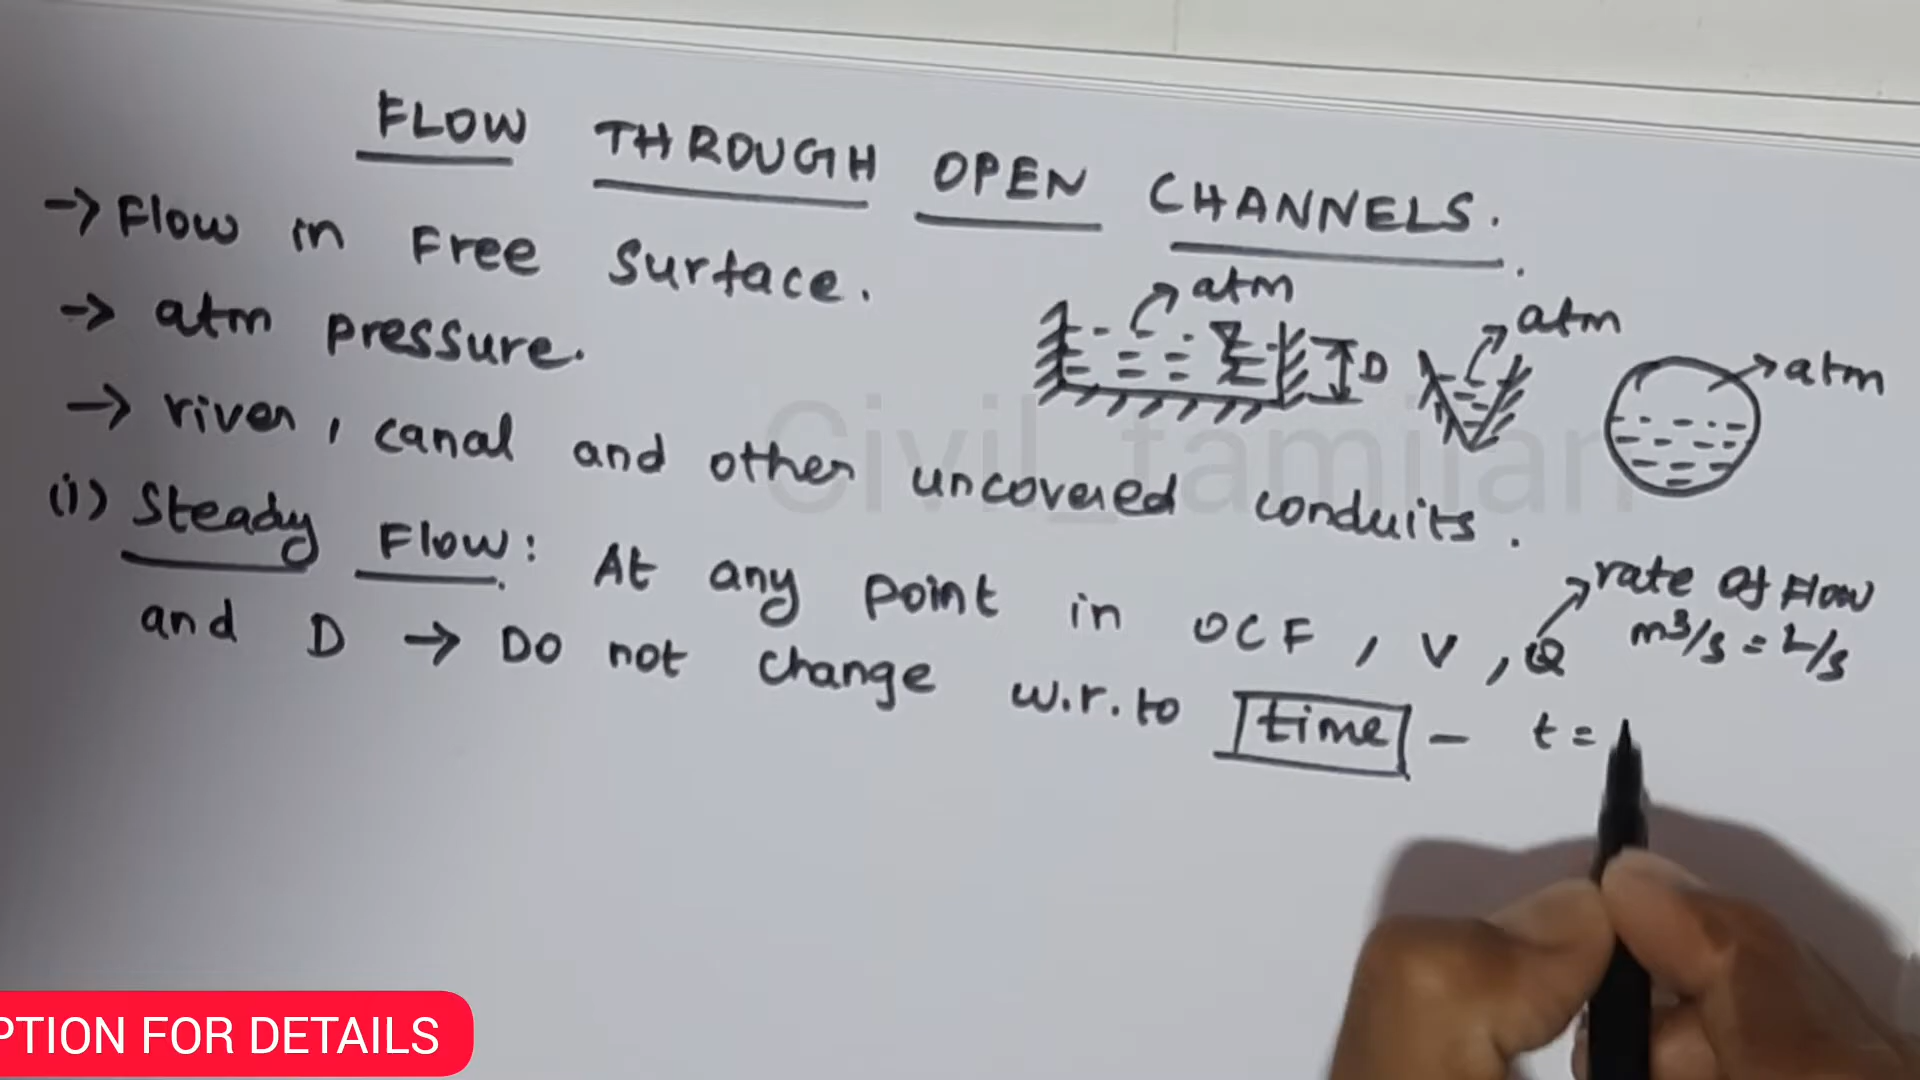 FLOW THROUGH OPEN CHANNELS.
→ Flow in Free surface.
→ atm pressure.
atm
D
atm
atm
→ river, canal and other uncovered conduits.
(i) Steady Flow: At any point in OCF, V, Q
rate of Flow
m³/s = L/s
and D → Do not change w.r.to time - t =
Civil_tamilan
PTION FOR DETAILS